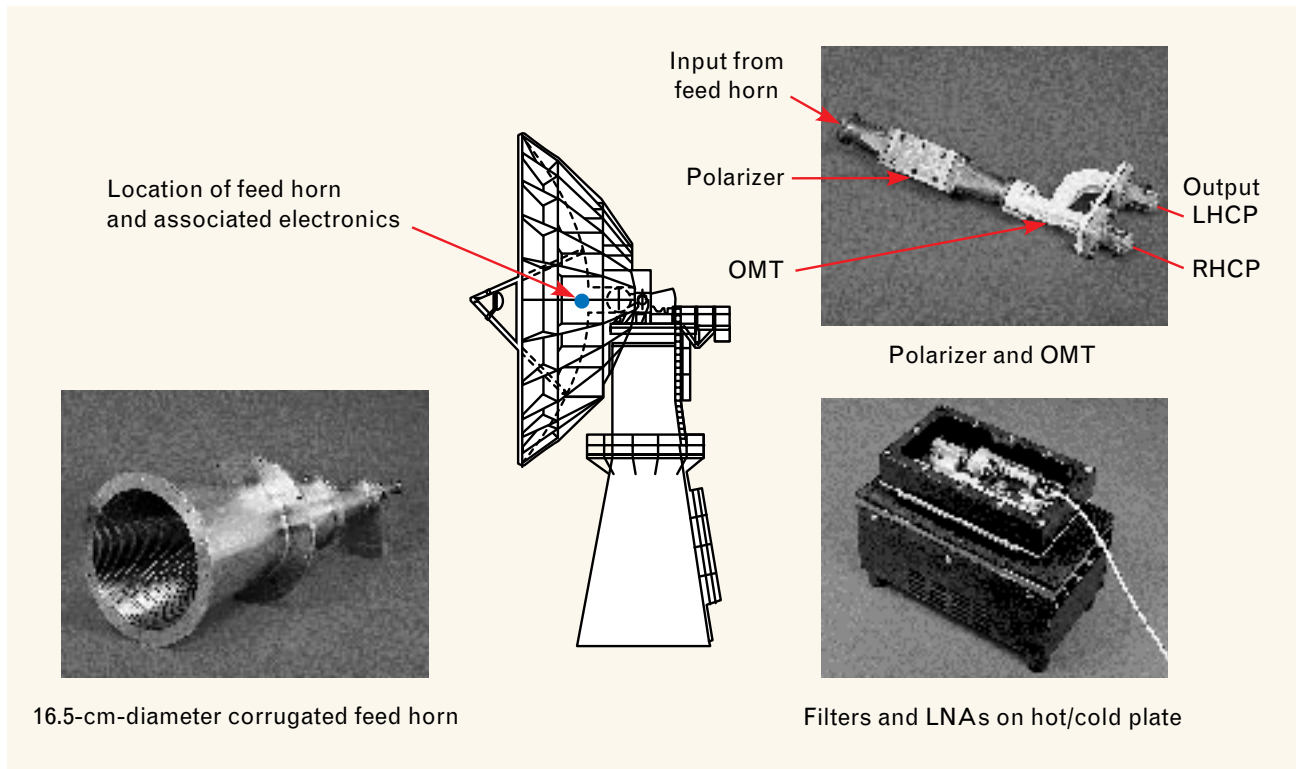 Input from
feed horn
Polarizer
OMT
Output
LHCP
RHCP
Polarizer and OMT
Location of feed horn
and associated electronics
16.5-cm-diameter corrugated feed horn
Filters and LNAs on hot/cold plate